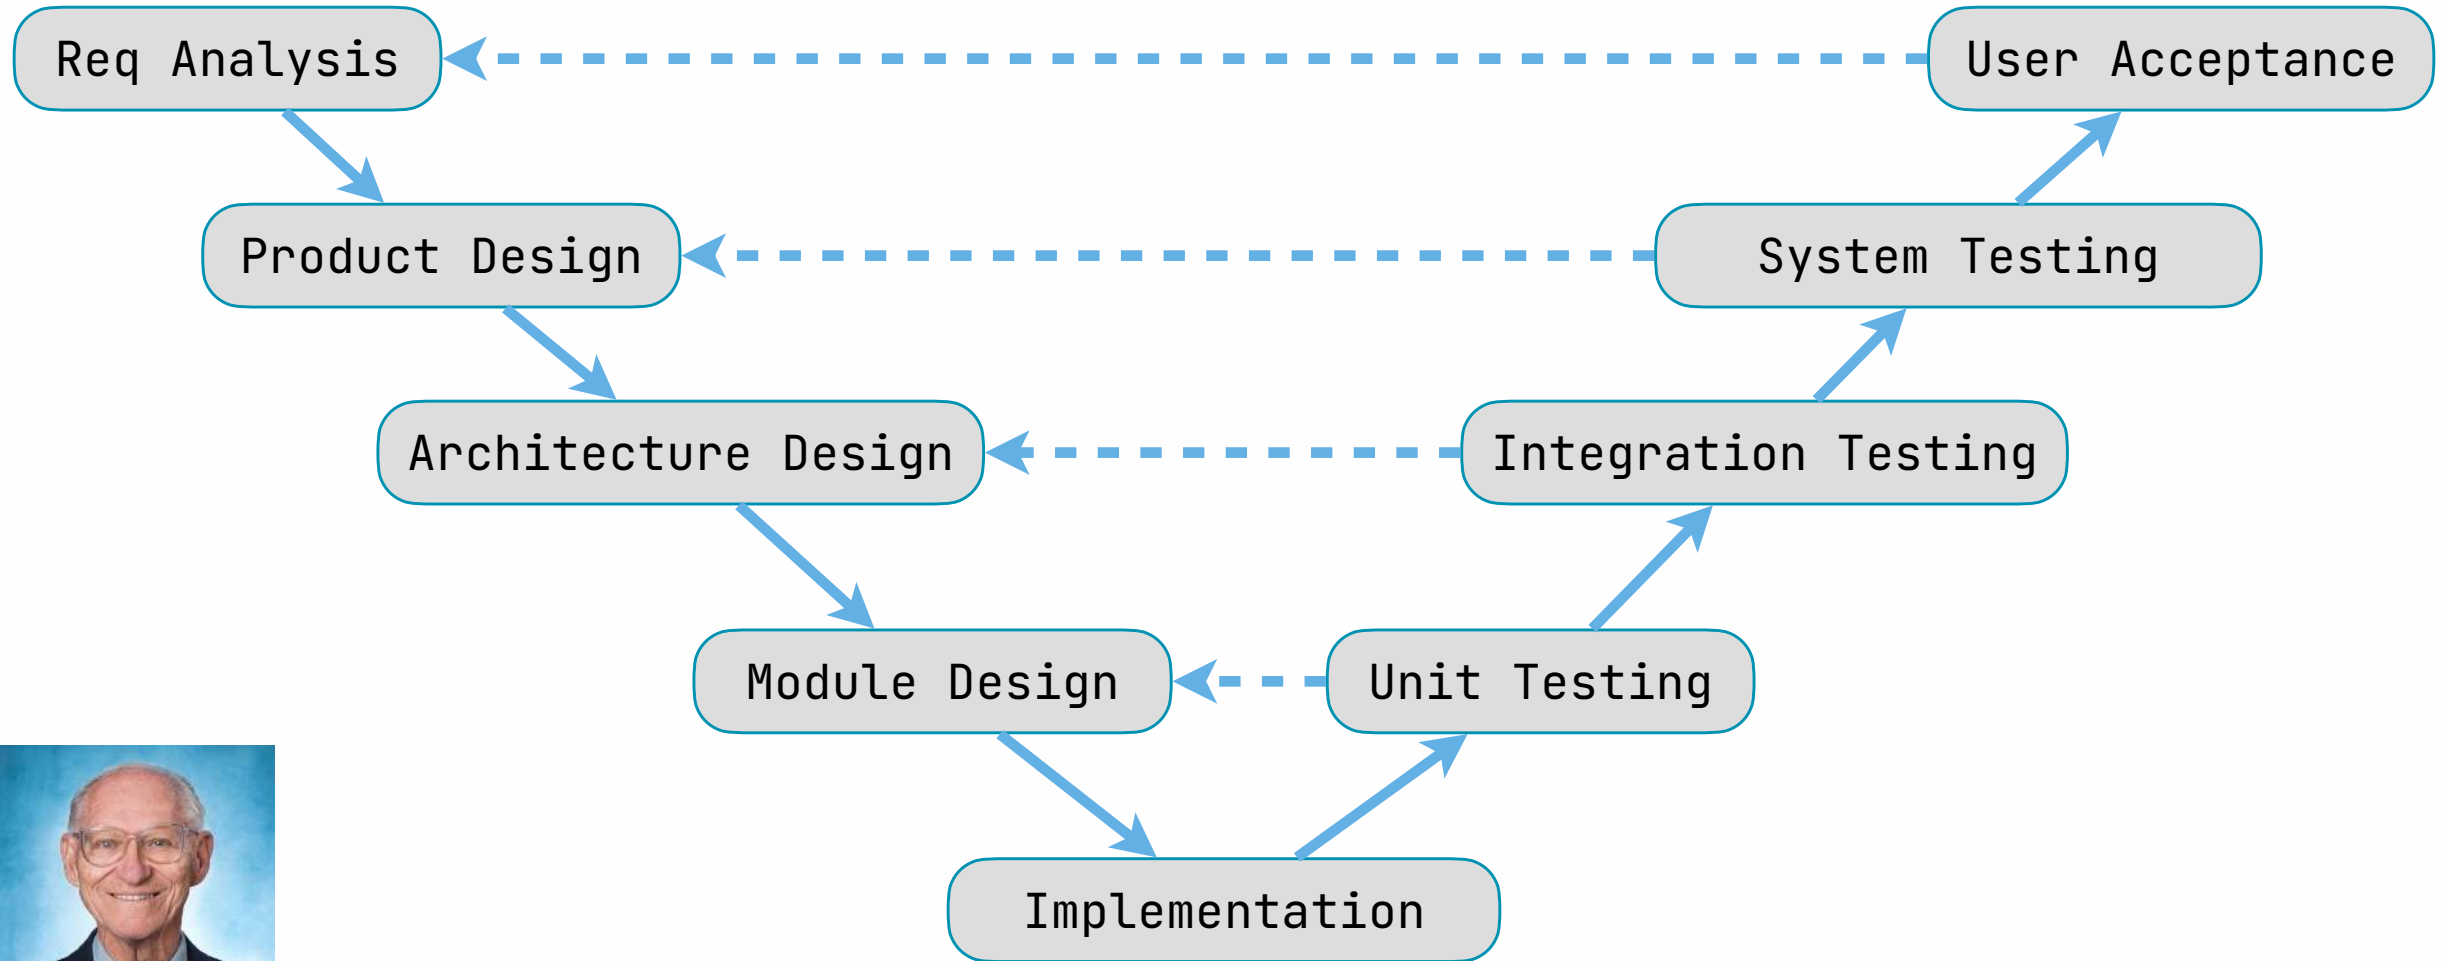 Req Analysis
User Acceptance
Product Design
System Testing
Architecture Design
Integration Testing
Module Design
Unit Testing
Implementation